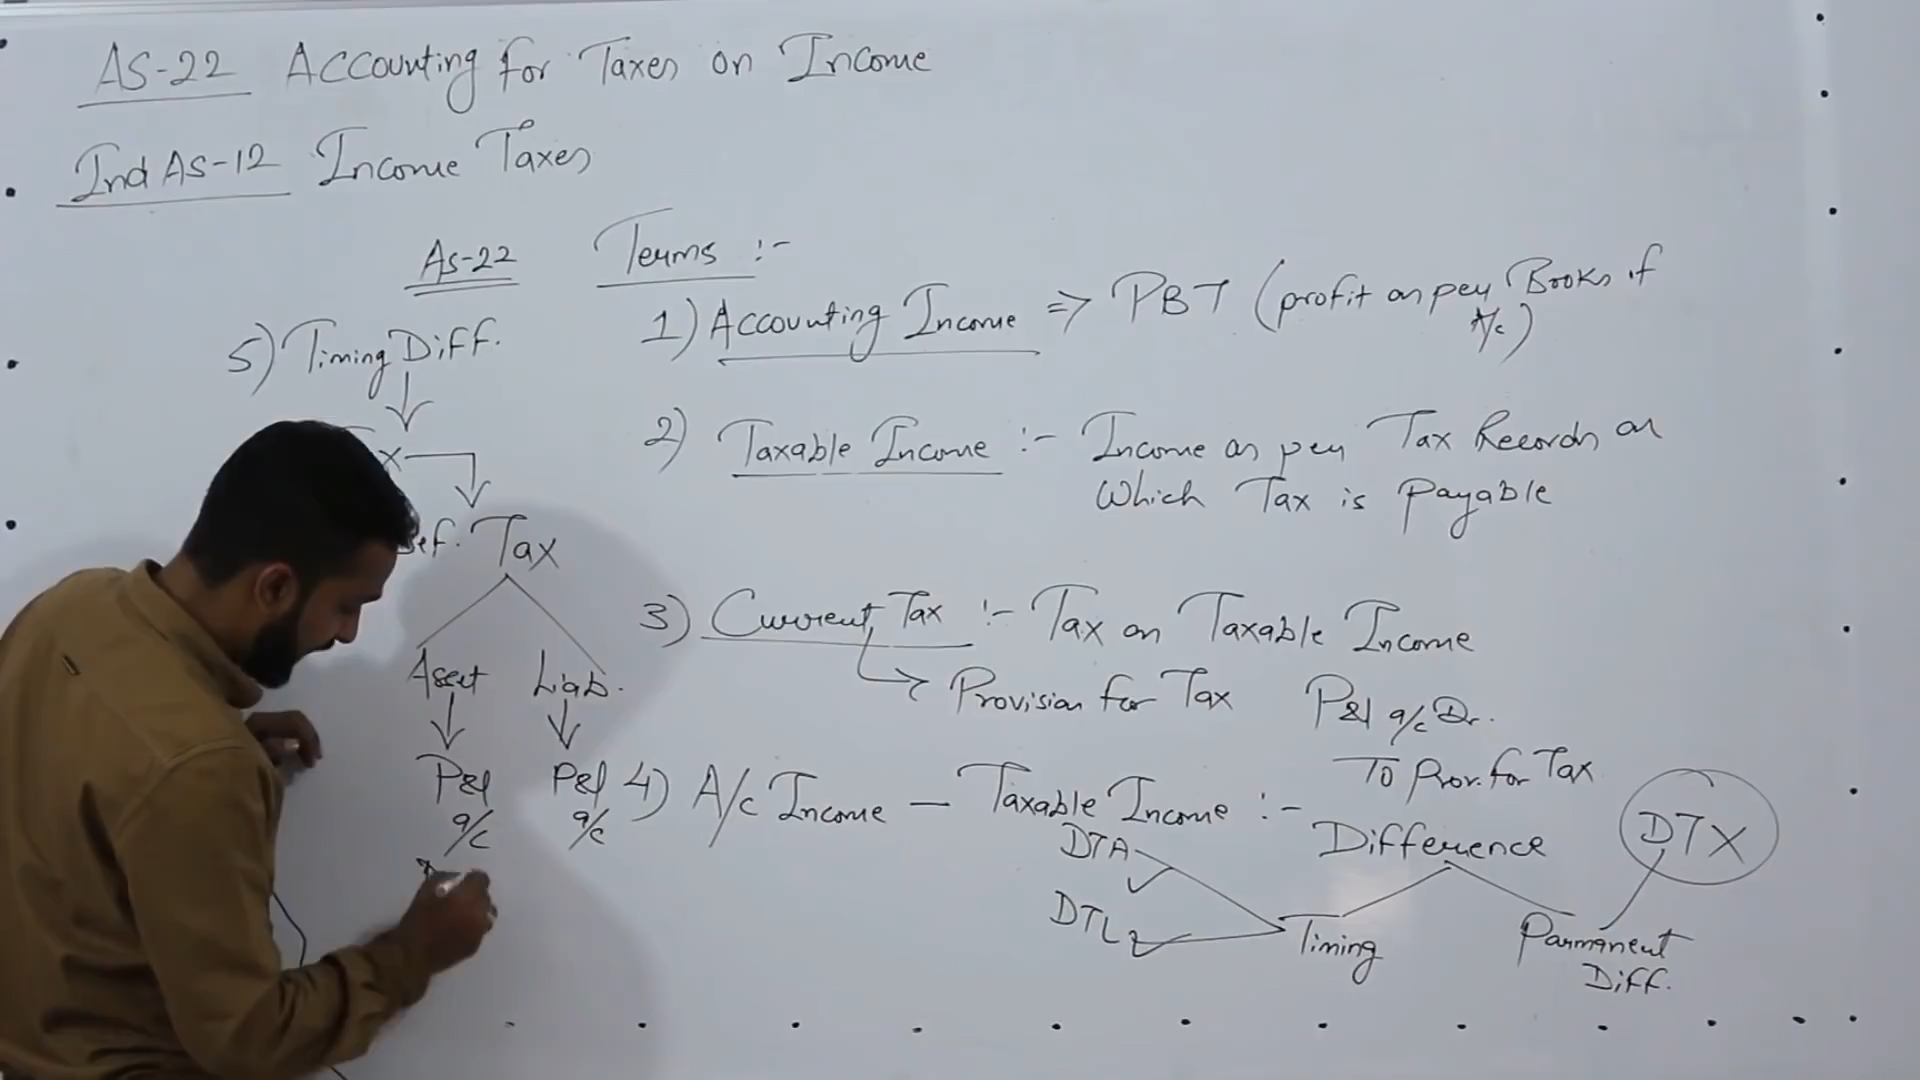 AS-22 Accounting for Taxes on Income
Ind AS-12 Income Taxes
AS-22
5) Timing Diff.
Def. Tax
Asset Liab.
P&l a/c P&l a/c
Terms :-
1) Accounting Income => PBT (profit as per Books of A/c)
2) Taxable Income :- Income as per Tax Records on
Which Tax is Payable
3) Current Tax :- Tax on Taxable Income
Provision for Tax P&l a/c Dr.
To Prov. for Tax
4) A/c Income - Taxable Income :-
Difference
DTX
DTA
DTL
Timing
Parmanent
Diff.